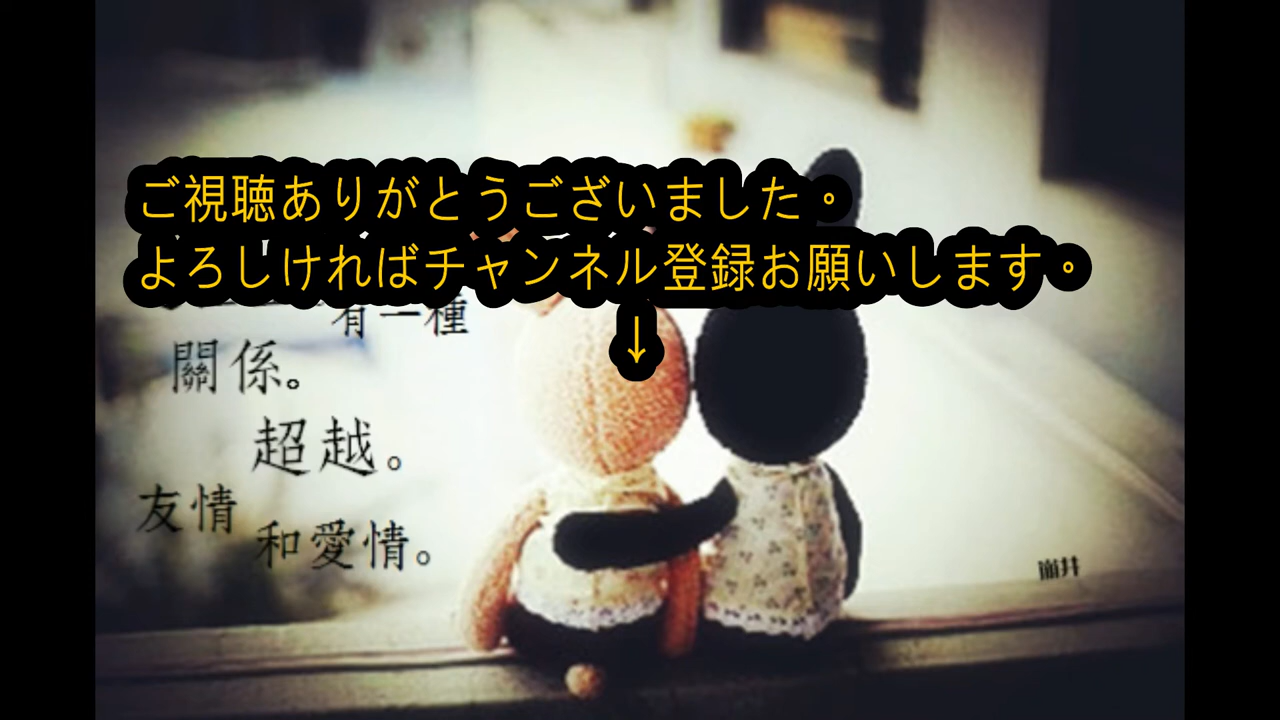 ご視聴ありがとうございました。
よろしければチャンネル登録お願いします。
↓
有一種
關係。
超越。
友情
和愛情。